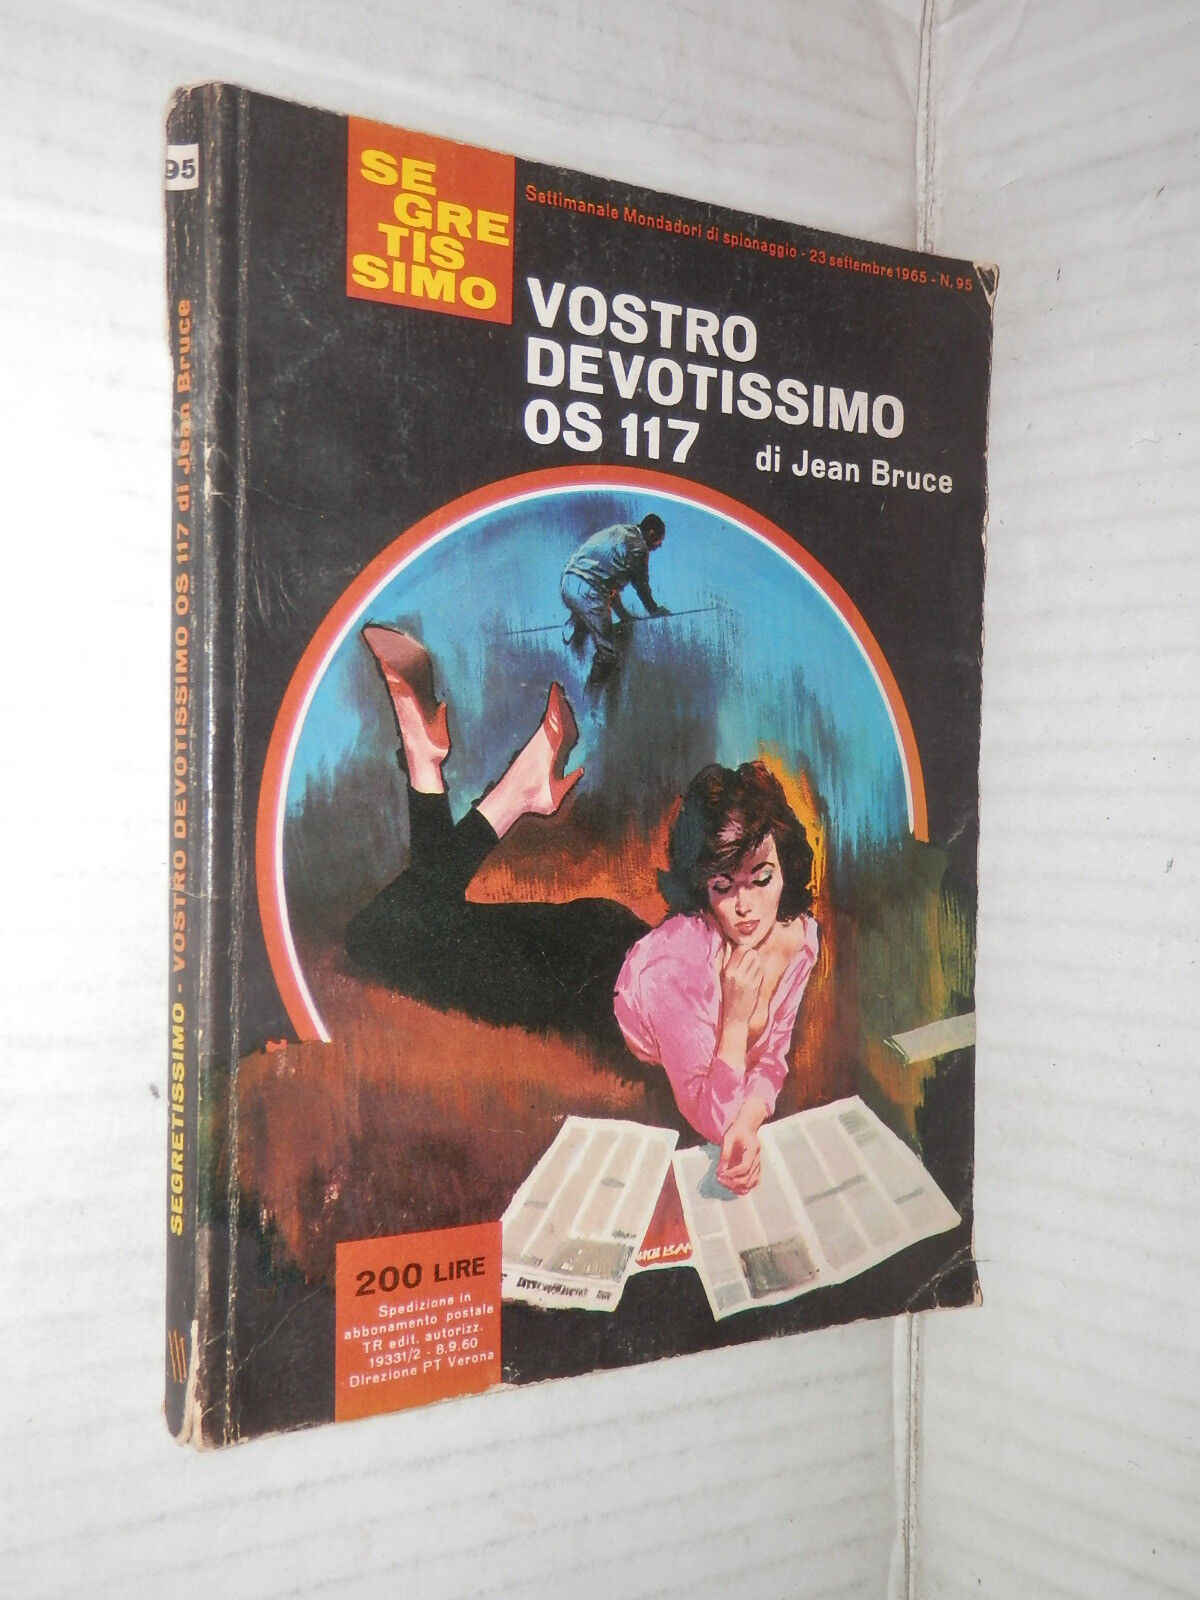 95
SEGRETISSIMO - VOSTRO DEVOTISSIMO OS 117 di Jean Bruce
SE
GRE
TIS
SIMO
Settimanale Mondadori di spionaggio - 23 settembre 1965 - N. 95
VOSTRO
DEVOTISSIMO
OS 117 di Jean Bruce
200 LIRE
Spedizione in
abbonamento postale
TR edit. autorizz.
19331/2 - 8.9.60
Direzione PT Verona